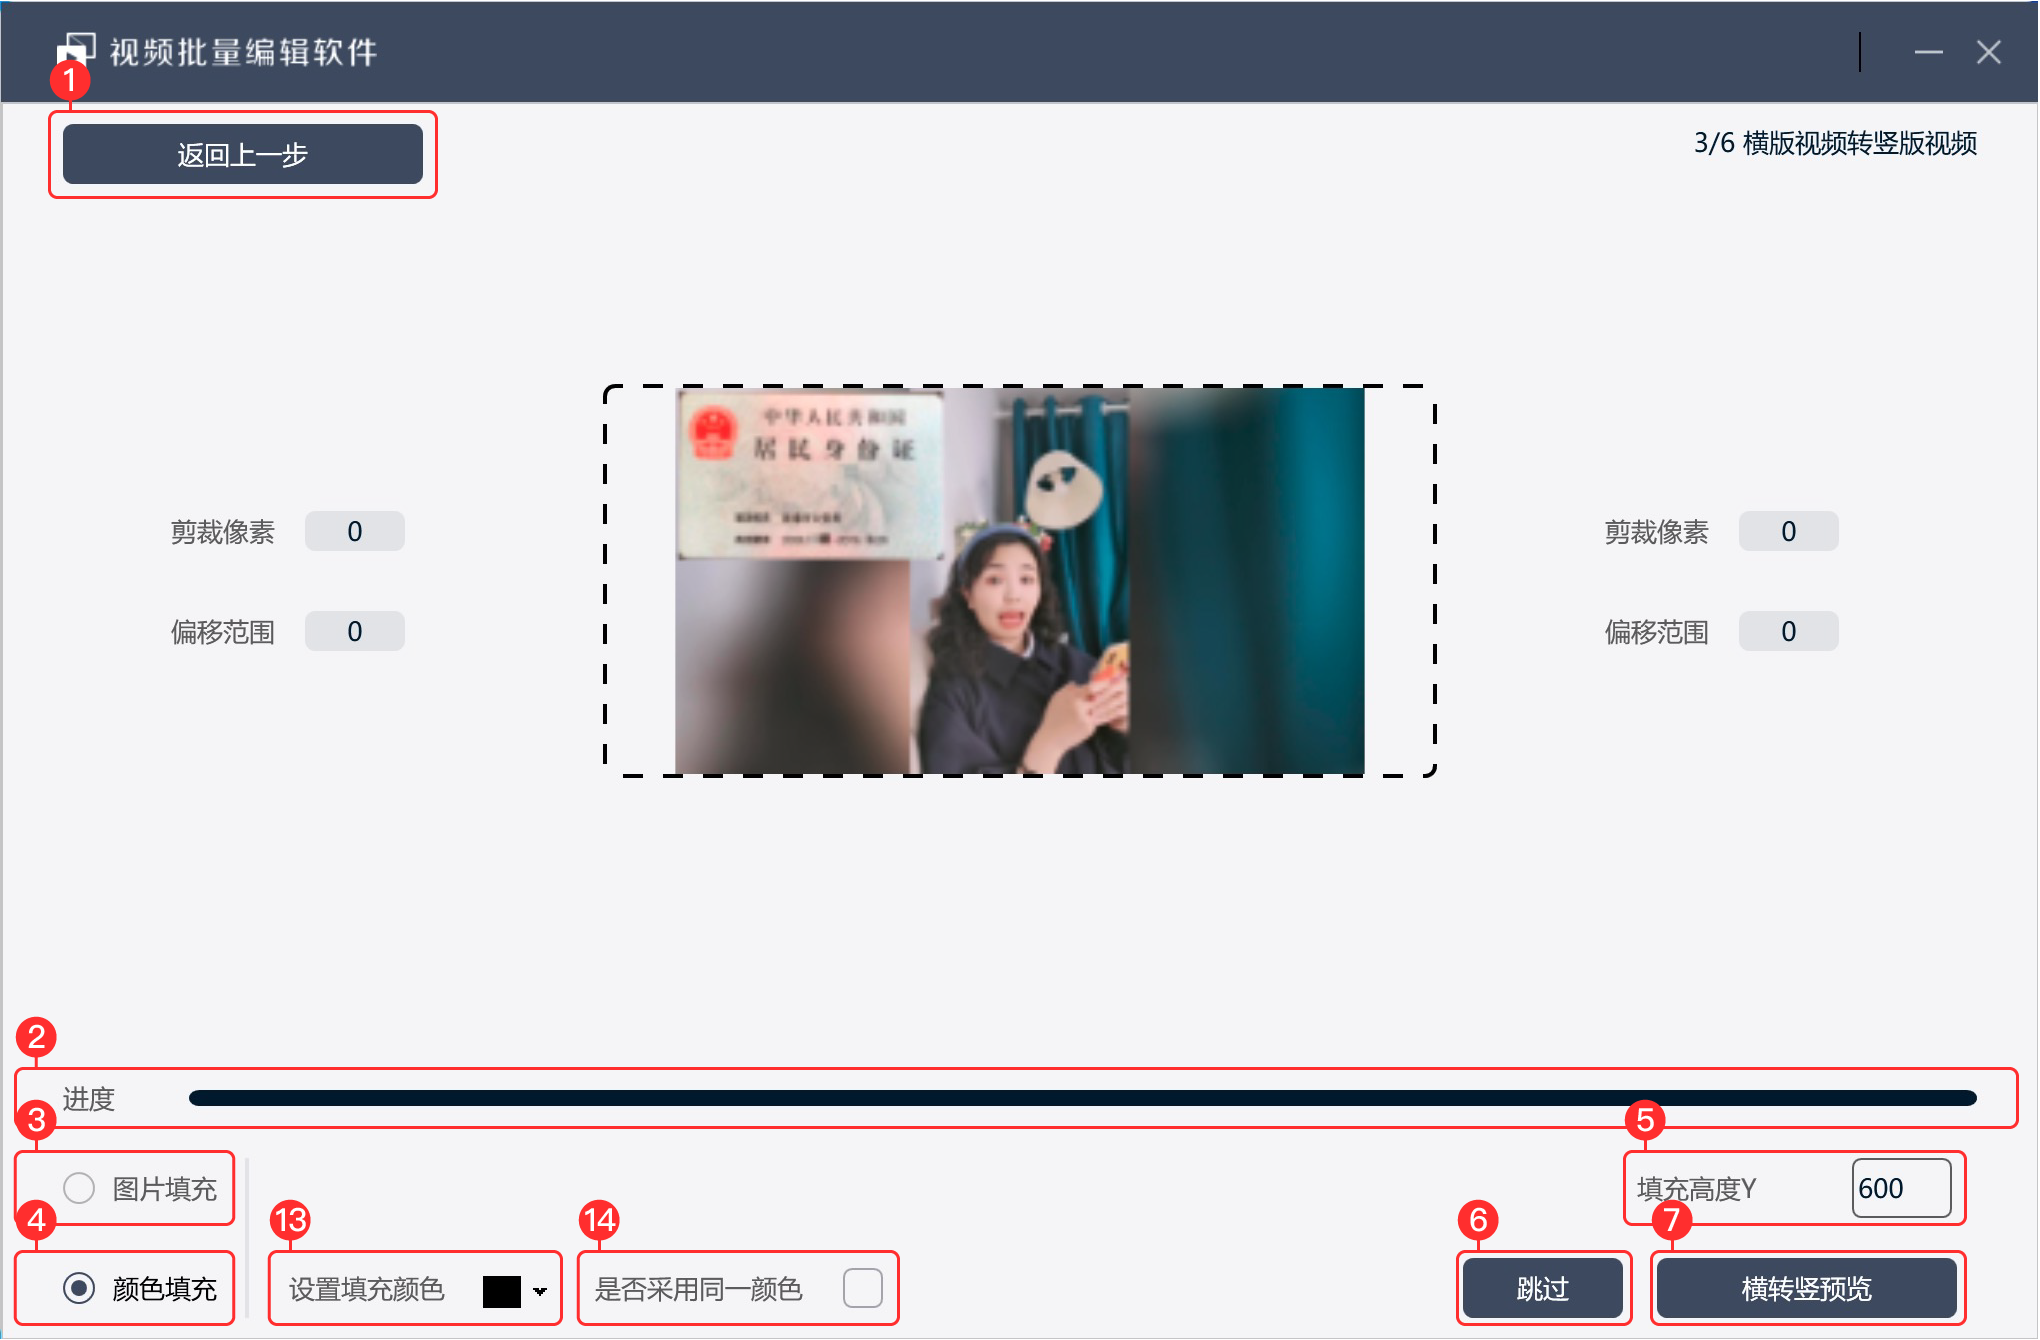 视频批量编辑软件
1
返回上一步
3/6 横版视频转竖版视频
中华人民共和国
居民身份证
剪裁像素 0
剪裁像素 0
偏移范围 0
偏移范围 0
2
进度
3
5
图片填充
填充高度Y 600
4
13
14
6
7
颜色填充
设置填充颜色
是否采用同一颜色
跳过
横转竖预览